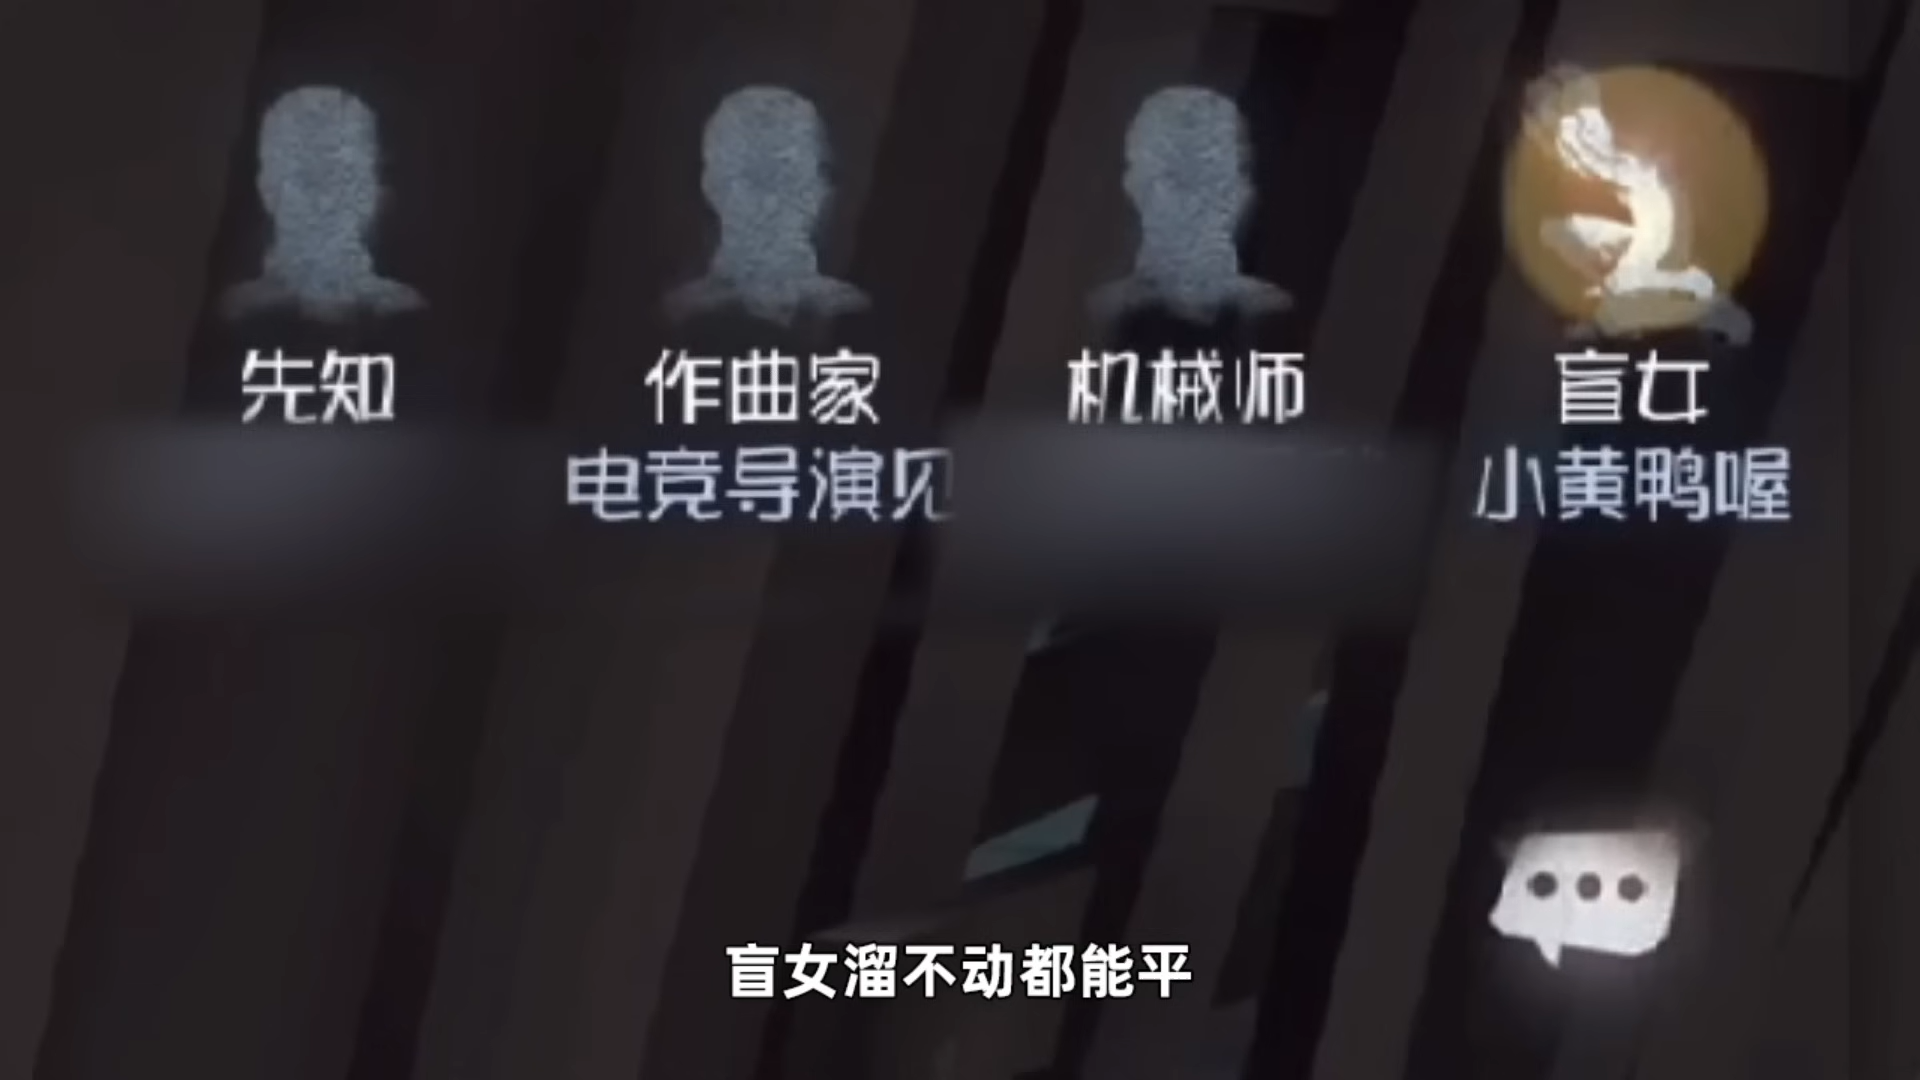 先知
作曲家
机械师
盲女
电竞导演见
小黄鸭喔
盲女溜不动都能平